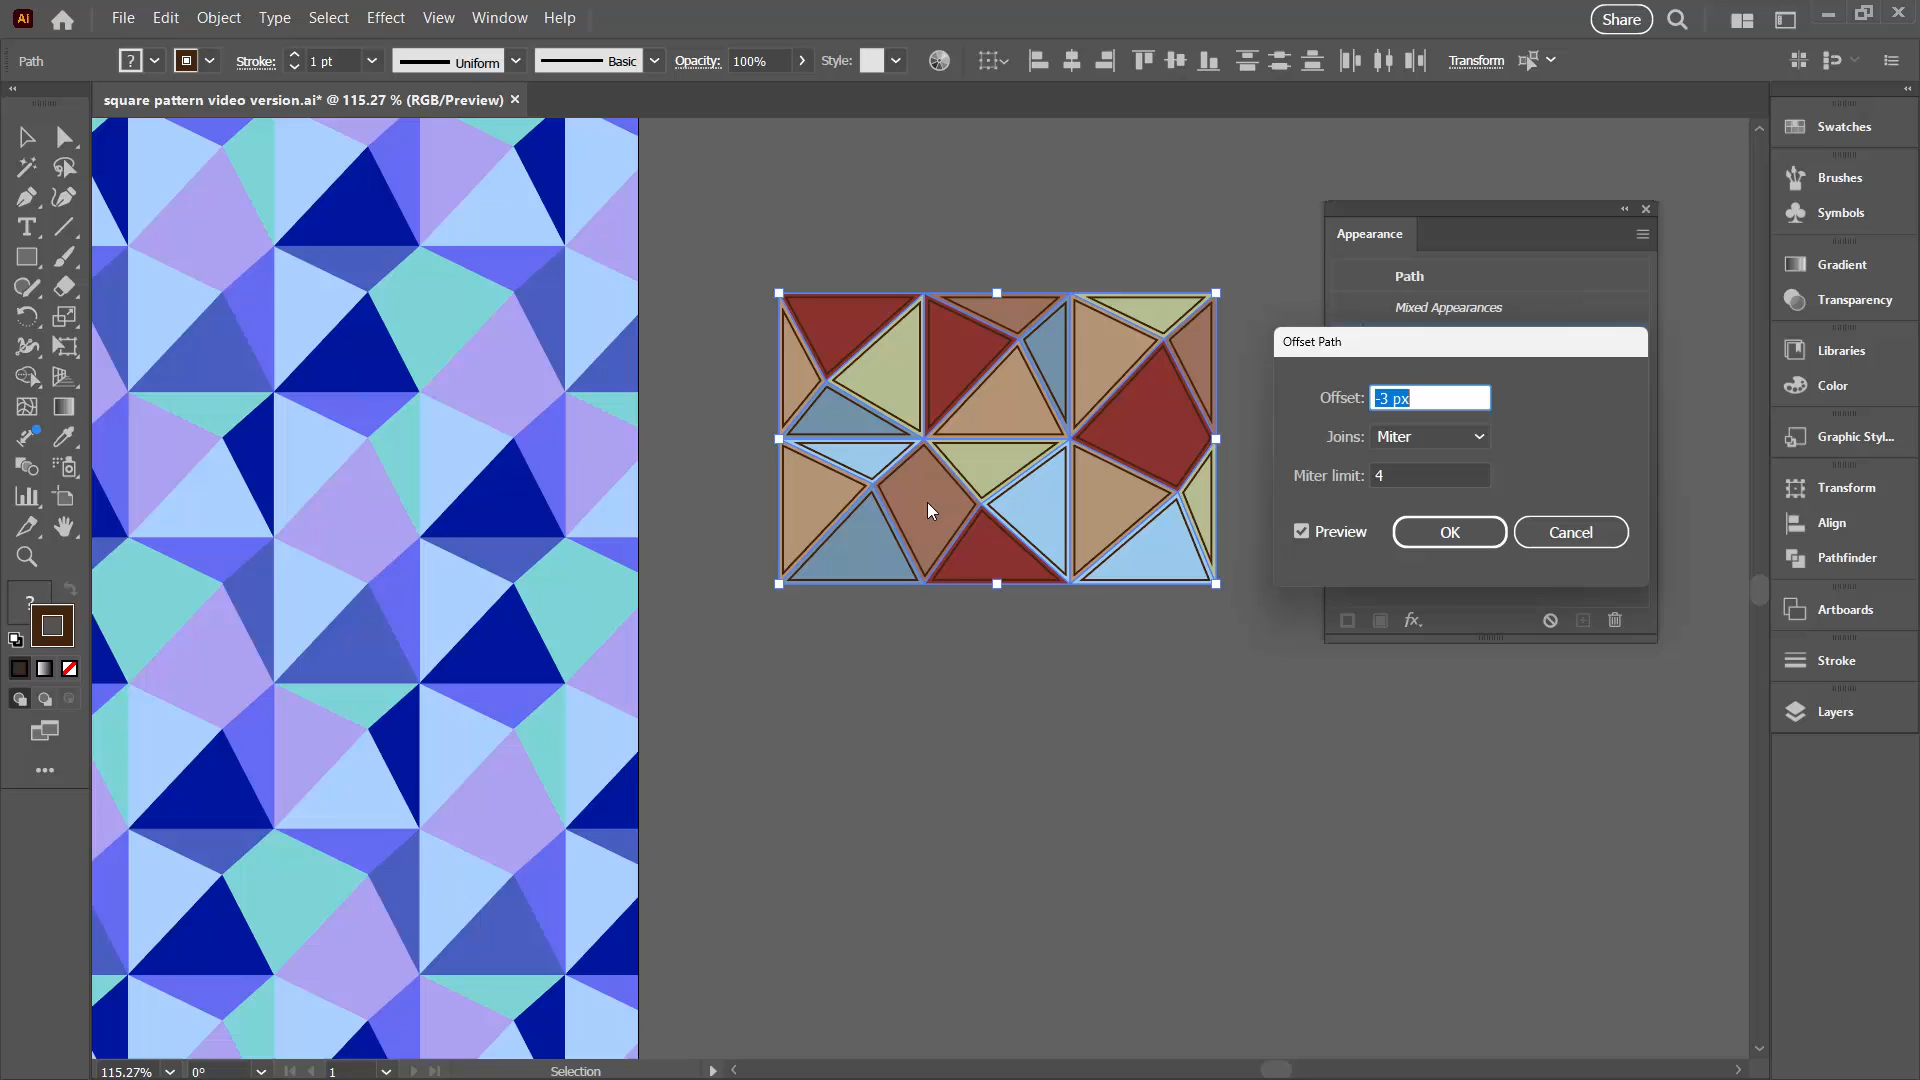 Ai
File Edit Object Type Select Effect View Window Help
Share
Path
?
Stroke:
1 pt
Uniform
Basic
Opacity:
100%
Style:
Transform
square pattern video version.ai* @ 115.27 % (RGB/Preview)
Swatches
Brushes
Symbols
Gradient
Transparency
Libraries
Color
Graphic Styl...
Transform
Align
Pathfinder
Artboards
Stroke
Layers
Appearance
Path
Mixed Appearances
Offset Path
Offset:
-3 px
Joins:
Miter
Miter limit:
4
Preview
OK
Cancel
fx.
T
?
115.27%
0°
1
Selection